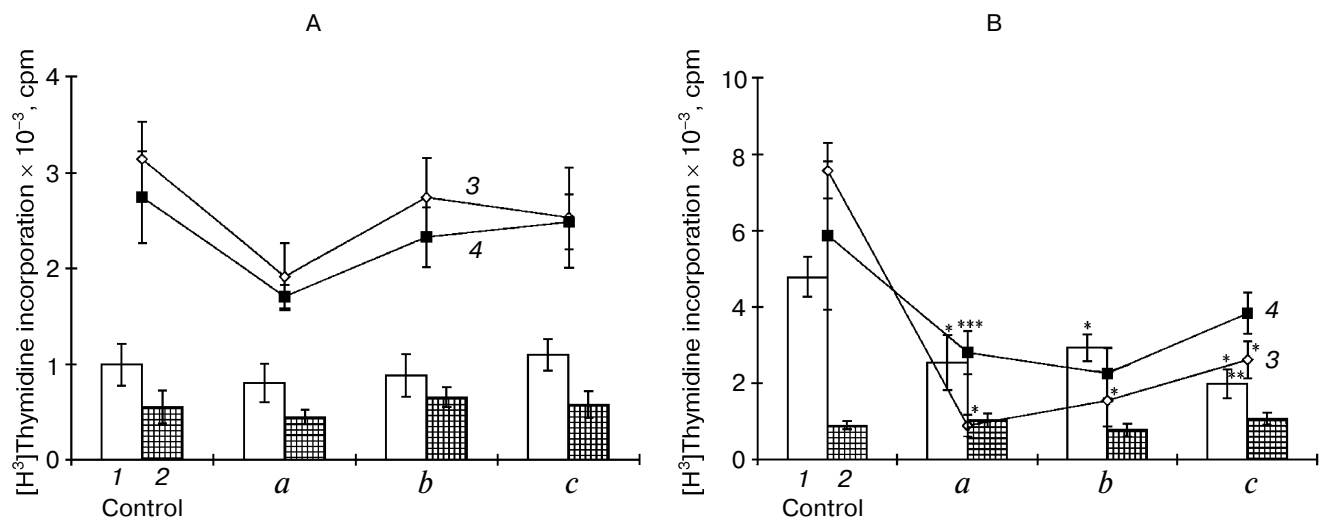 A
[H³]Thymidine incorporation × 10⁻³, cpm
4
3
2
1
0
3
4
1 2
Control
a
b
c
B
[H³]Thymidine incorporation × 10⁻³, cpm
10
8
6
4
2
0
* ***
*
*
*
*
**
*
4
3
1 2
Control
a
b
c